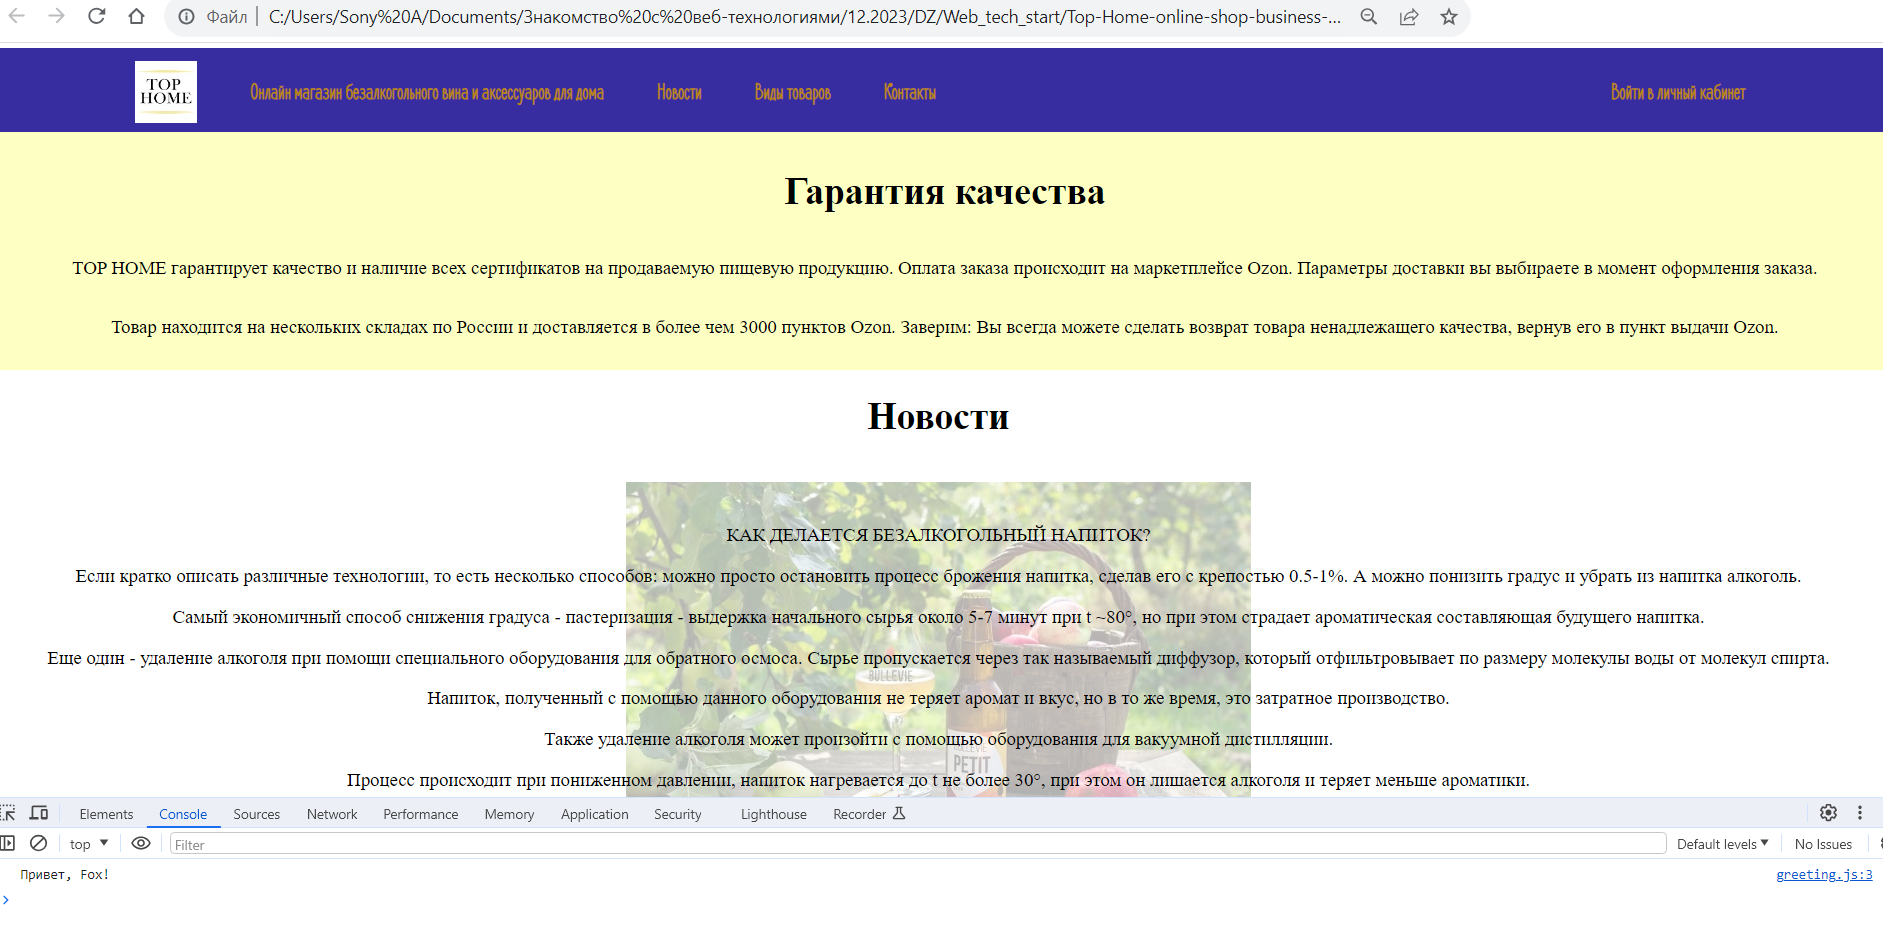 Файл
C:/Users/Sony%20A/Documents/Знакомство%20с%20веб-технологиями/12.2023/DZ/Web_tech_start/Top-Home-online-shop-business-...
TOP
HOME
Онлайн магазин безалкогольного вина и аксессуаров для дома
Новости
Виды товаров
Контакты
Войти в личный кабинет
Гарантия качества
TOP HOME гарантирует качество и наличие всех сертификатов на продаваемую пищевую продукцию. Оплата заказа происходит на маркетплейсе Ozon. Параметры доставки вы выбираете в момент оформления заказа.
Товар находится на нескольких складах по России и доставляется в более чем 3000 пунктов Ozon. Заверим: Вы всегда можете сделать возврат товара ненадлежащего качества, вернув его в пункт выдачи Ozon.
Новости
КАК ДЕЛАЕТСЯ БЕЗАЛКОГОЛЬНЫЙ НАПИТОК?
Если кратко описать различные технологии, то есть несколько способов: можно просто остановить процесс брожения напитка, сделав его с крепостью 0.5-1%. А можно понизить градус и убрать из напитка алкоголь.
Самый экономичный способ снижения градуса - пастеризация - выдержка начального сырья около 5-7 минут при t ~80°, но при этом страдает ароматическая составляющая будущего напитка.
Еще один - удаление алкоголя при помощи специального оборудования для обратного осмоса. Сырье пропускается через так называемый диффузор, который отфильтровывает по размеру молекулы воды от молекул спирта.
BULLEVIE
Напиток, полученный с помощью данного оборудования не теряет аромат и вкус, но в то же время, это затратное производство.
Также удаление алкоголя может произойти с помощью оборудования для вакуумной дистилляции.
BULLEVIE
PETIT
Процесс происходит при пониженном давлении, напиток нагревается до t не более 30°, при этом он лишается алкоголя и теряет меньше ароматики.
Elements
Console
Sources
Network
Performance
Memory
Application
Security
Lighthouse
Recorder
top
Filter
Default levels
No Issues
Привет, Fox!
greeting.js:3